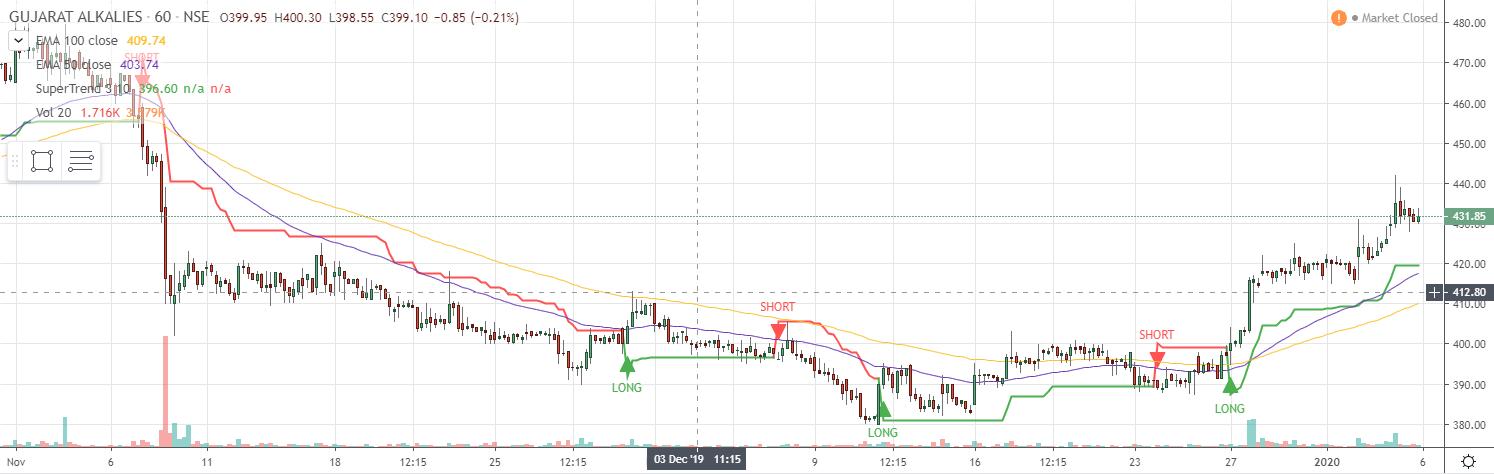 GUJARAT ALKALIES · 60 · NSE O399.95 H400.30 L398.55 C399.10 −0.85 (−0.21%)
! Market Closed
EMA 100 close 409.74
SHORT
EMA 50 close 403.74
SuperTrend 3 10 396.60 n/a n/a
Vol 20 1.716K 3.579K
480.00
470.00
460.00
450.00
440.00
431.85
420.00
412.80
410.00
400.00
390.00
380.00
SHORT
SHORT
LONG
LONG
LONG
Nov 6 11 18 12:15 25 12:15 03 Dec '19 11:15 9 12:15 16 12:15 23 27 2020 6